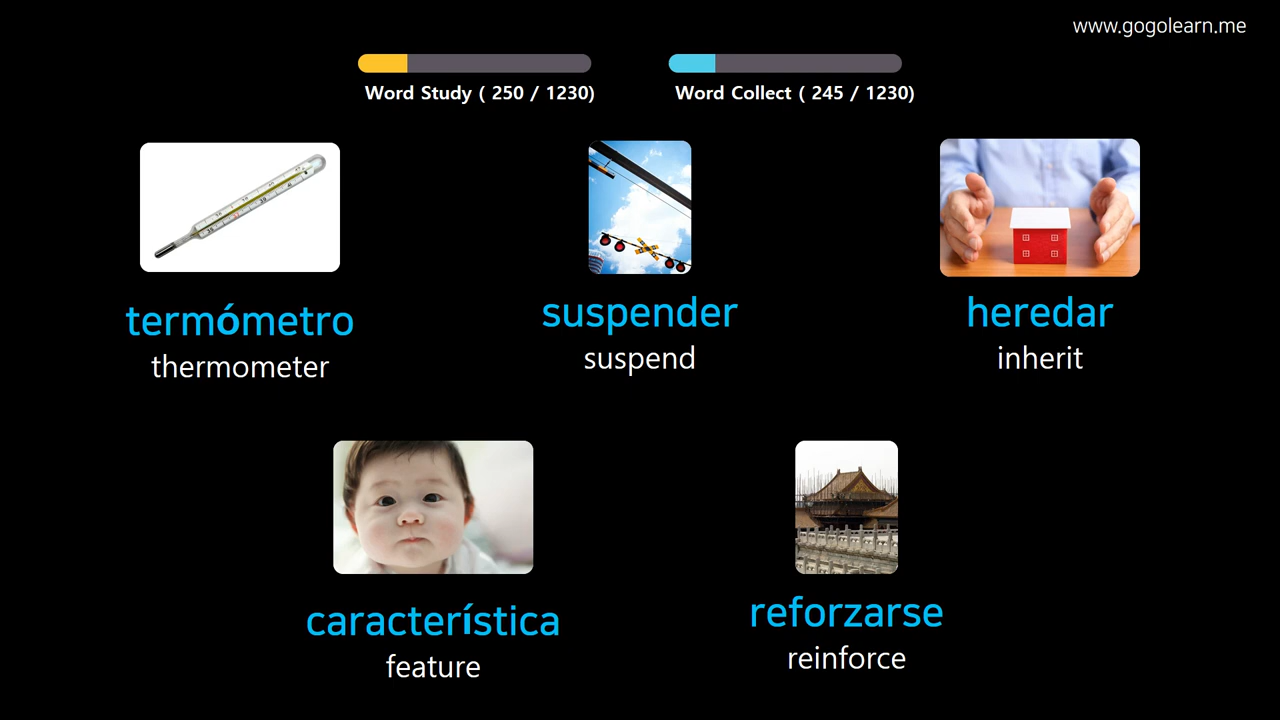 www.gogolearn.me
Word Study ( 250 / 1230)
Word Collect ( 245 / 1230)
termómetro
thermometer
suspender
suspend
heredar
inherit
característica
feature
reforzarse
reinforce